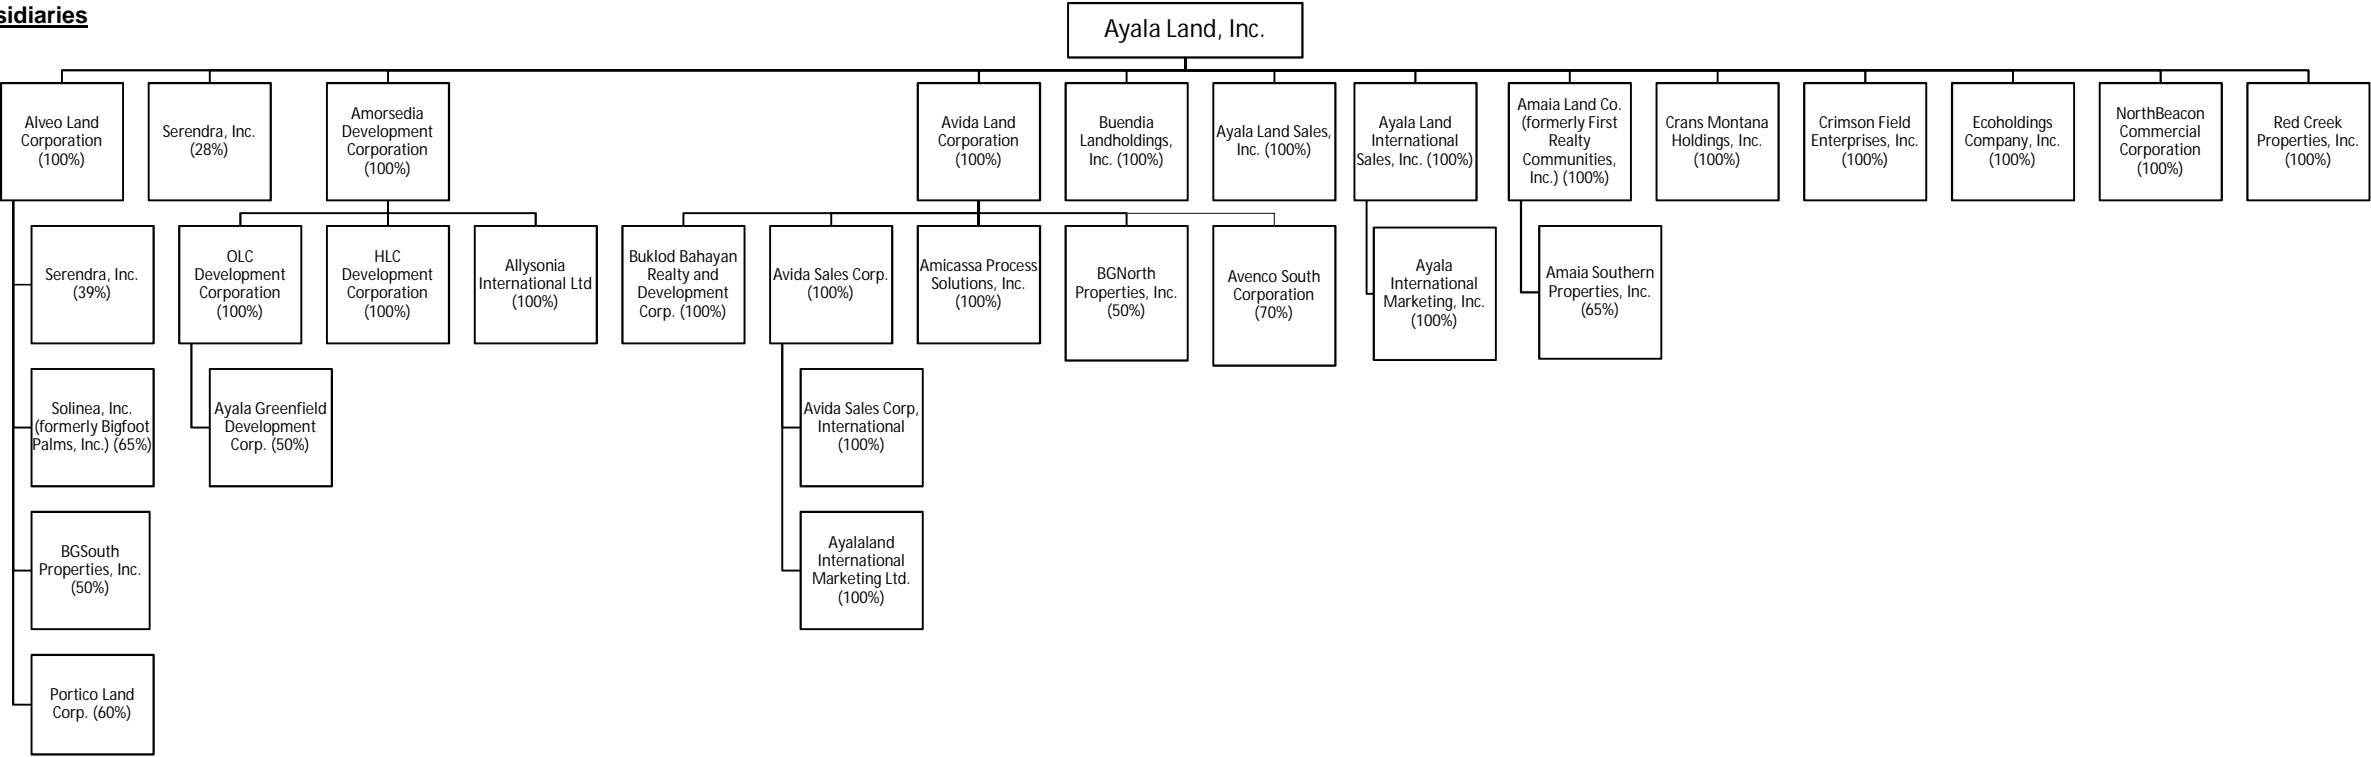 sidiaries
Ayala Land, Inc.
Alveo Land
Corporation
(100%)
Serendra, Inc.
(28%)
Amorsedia
Development
Corporation
(100%)
Avida Land
Corporation
(100%)
Buendia
Landholdings,
Inc. (100%)
Ayala Land Sales,
Inc. (100%)
Ayala Land
International
Sales, Inc. (100%)
Amaia Land Co.
(formerly First
Realty
Communities,
Inc.) (100%)
Crans Montana
Holdings, Inc.
(100%)
Crimson Field
Enterprises, Inc.
(100%)
Ecoholdings
Company, Inc.
(100%)
NorthBeacon
Commercial
Corporation
(100%)
Red Creek
Properties, Inc.
(100%)
Serendra, Inc.
(39%)
OLC
Development
Corporation
(100%)
HLC
Development
Corporation
(100%)
Allysonia
International Ltd
(100%)
Buklod Bahayan
Realty and
Development
Corp. (100%)
Avida Sales Corp.
(100%)
Amicassa Process
Solutions, Inc.
(100%)
BGNorth
Properties, Inc.
(50%)
Avenco South
Corporation
(70%)
Ayala
International
Marketing, Inc.
(100%)
Amaia Southern
Properties, Inc.
(65%)
Solinea, Inc.
(formerly Bigfoot
Palms, Inc.) (65%)
Ayala Greenfield
Development
Corp. (50%)
Avida Sales Corp,
International
(100%)
BGSouth
Properties, Inc.
(50%)
Ayalaland
International
Marketing Ltd.
(100%)
Portico Land
Corp. (60%)